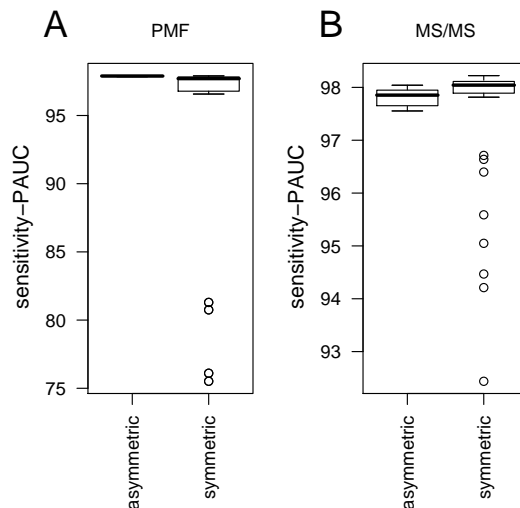 A
PMF
sensitivity−PAUC
95
90
85
80
75
asymmetric
symmetric
B
MS/MS
sensitivity−PAUC
98
97
96
95
94
93
asymmetric
symmetric